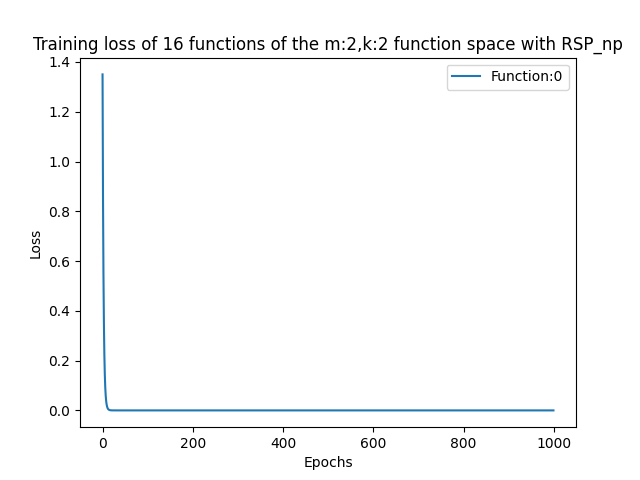 Training loss of 16 functions of the m:2,k:2 function space with RSP_np
Function:0
1.4
1.2
1.0
0.8
0.6
0.4
0.2
0.0
Loss
0 200 400 600 800 1000
Epochs